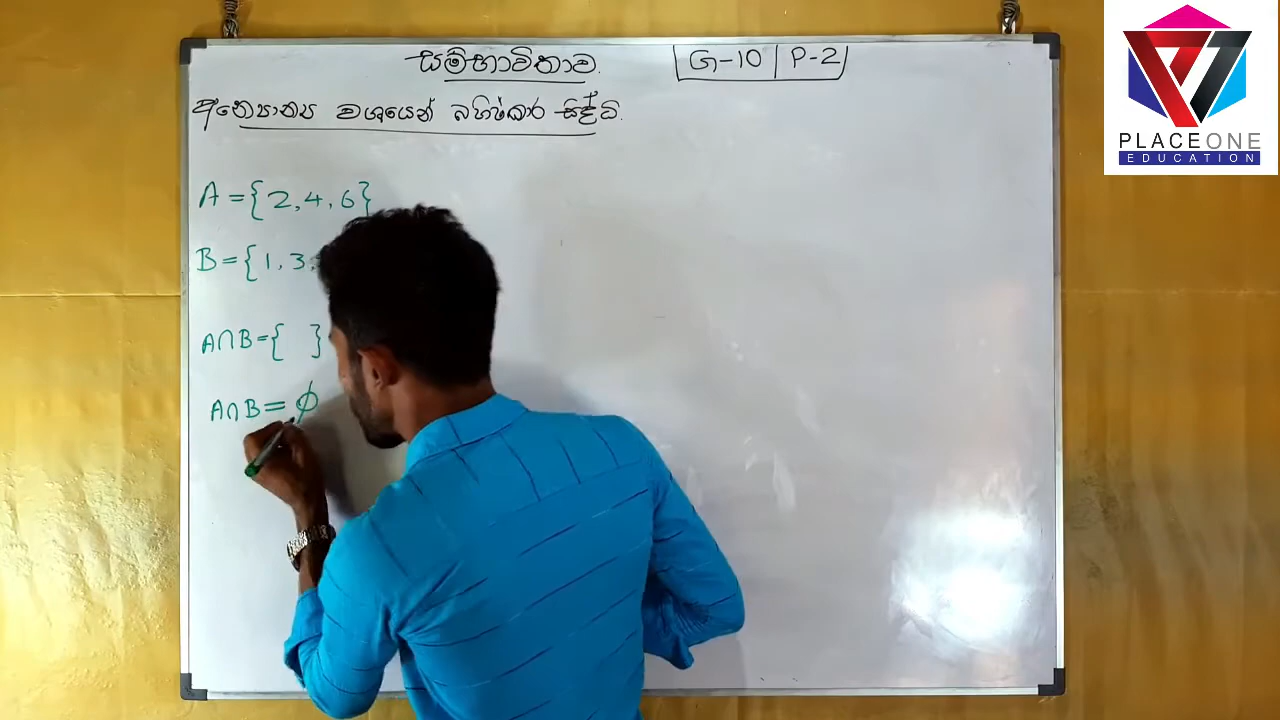 සම්භාවිතාව.
G-10 | P-2
අන්‍යෝන්‍ය වශයෙන් බහිෂ්කාර සිද්ධි.
A = {2, 4, 6}
B = {1, 3,
A∩B = { }
A∩B = ϕ
PLACEONE
EDUCATION